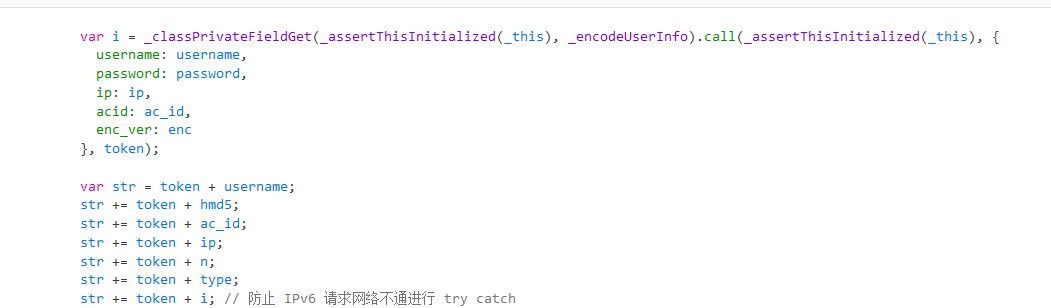 var i = _classPrivateFieldGet(_assertThisInitialized(_this), _encodeUserInfo).call(_assertThisInitialized(_this), {
username: username,
password: password,
ip: ip,
acid: ac_id,
enc_ver: enc
}, token);
var str = token + username;
str += token + hmd5;
str += token + ac_id;
str += token + ip;
str += token + n;
str += token + type;
str += token + i; // 防止 IPv6 请求网络不通进行 try catch